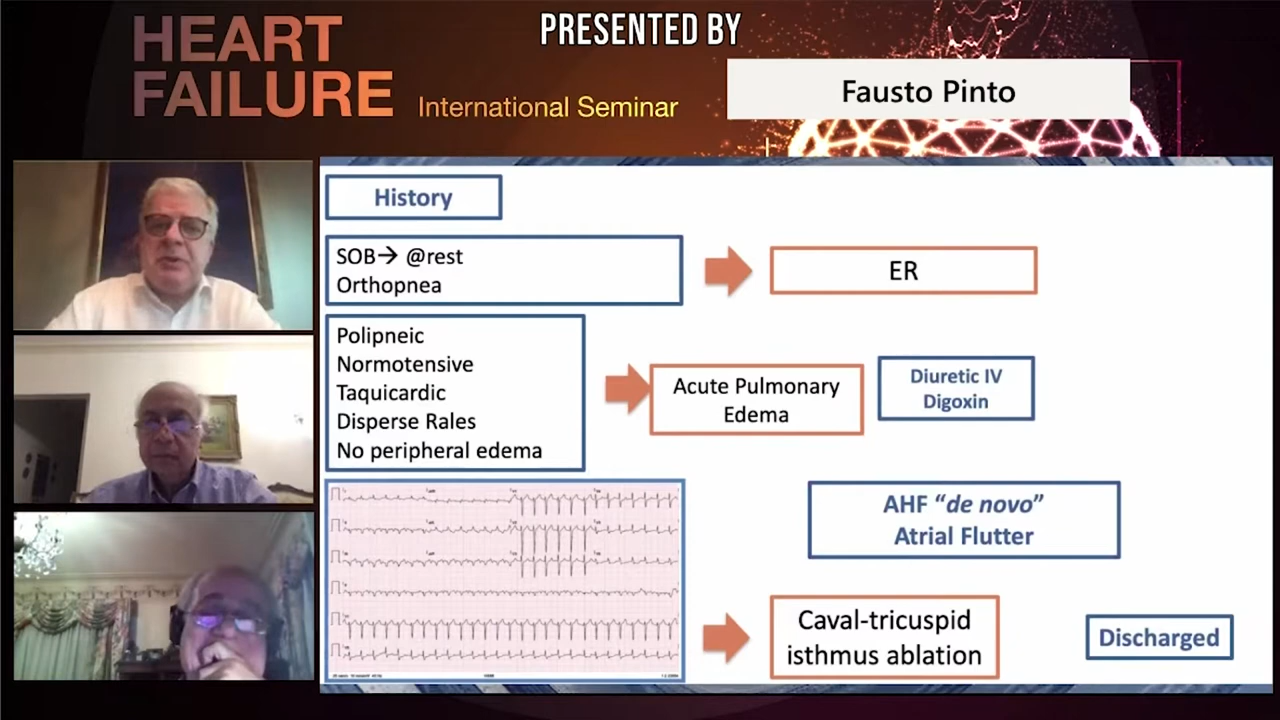 HEART
FAILURE International Seminar
PRESENTED BY
Fausto Pinto
History
SOB→ @rest
Orthopnea
ER
Polipneic
Normotensive
Taquicardic
Disperse Rales
No peripheral edema
Acute Pulmonary
Edema
Diuretic IV
Digoxin
AHF “de novo”
Atrial Flutter
Caval-tricuspid
isthmus ablation
Discharged